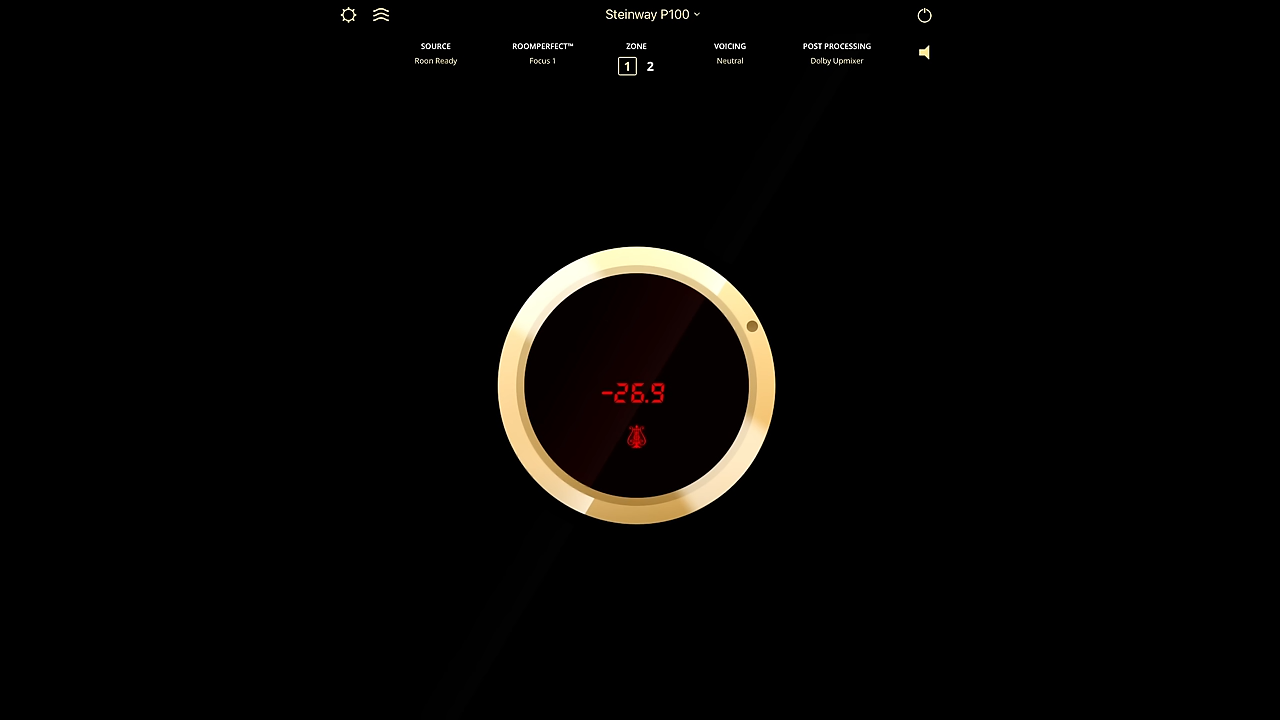 Steinway P100
SOURCE
Roon Ready
ROOMPERFECT™
Focus 1
ZONE
1 2
VOICING
Neutral
POST PROCESSING
Dolby Upmixer
-26.9